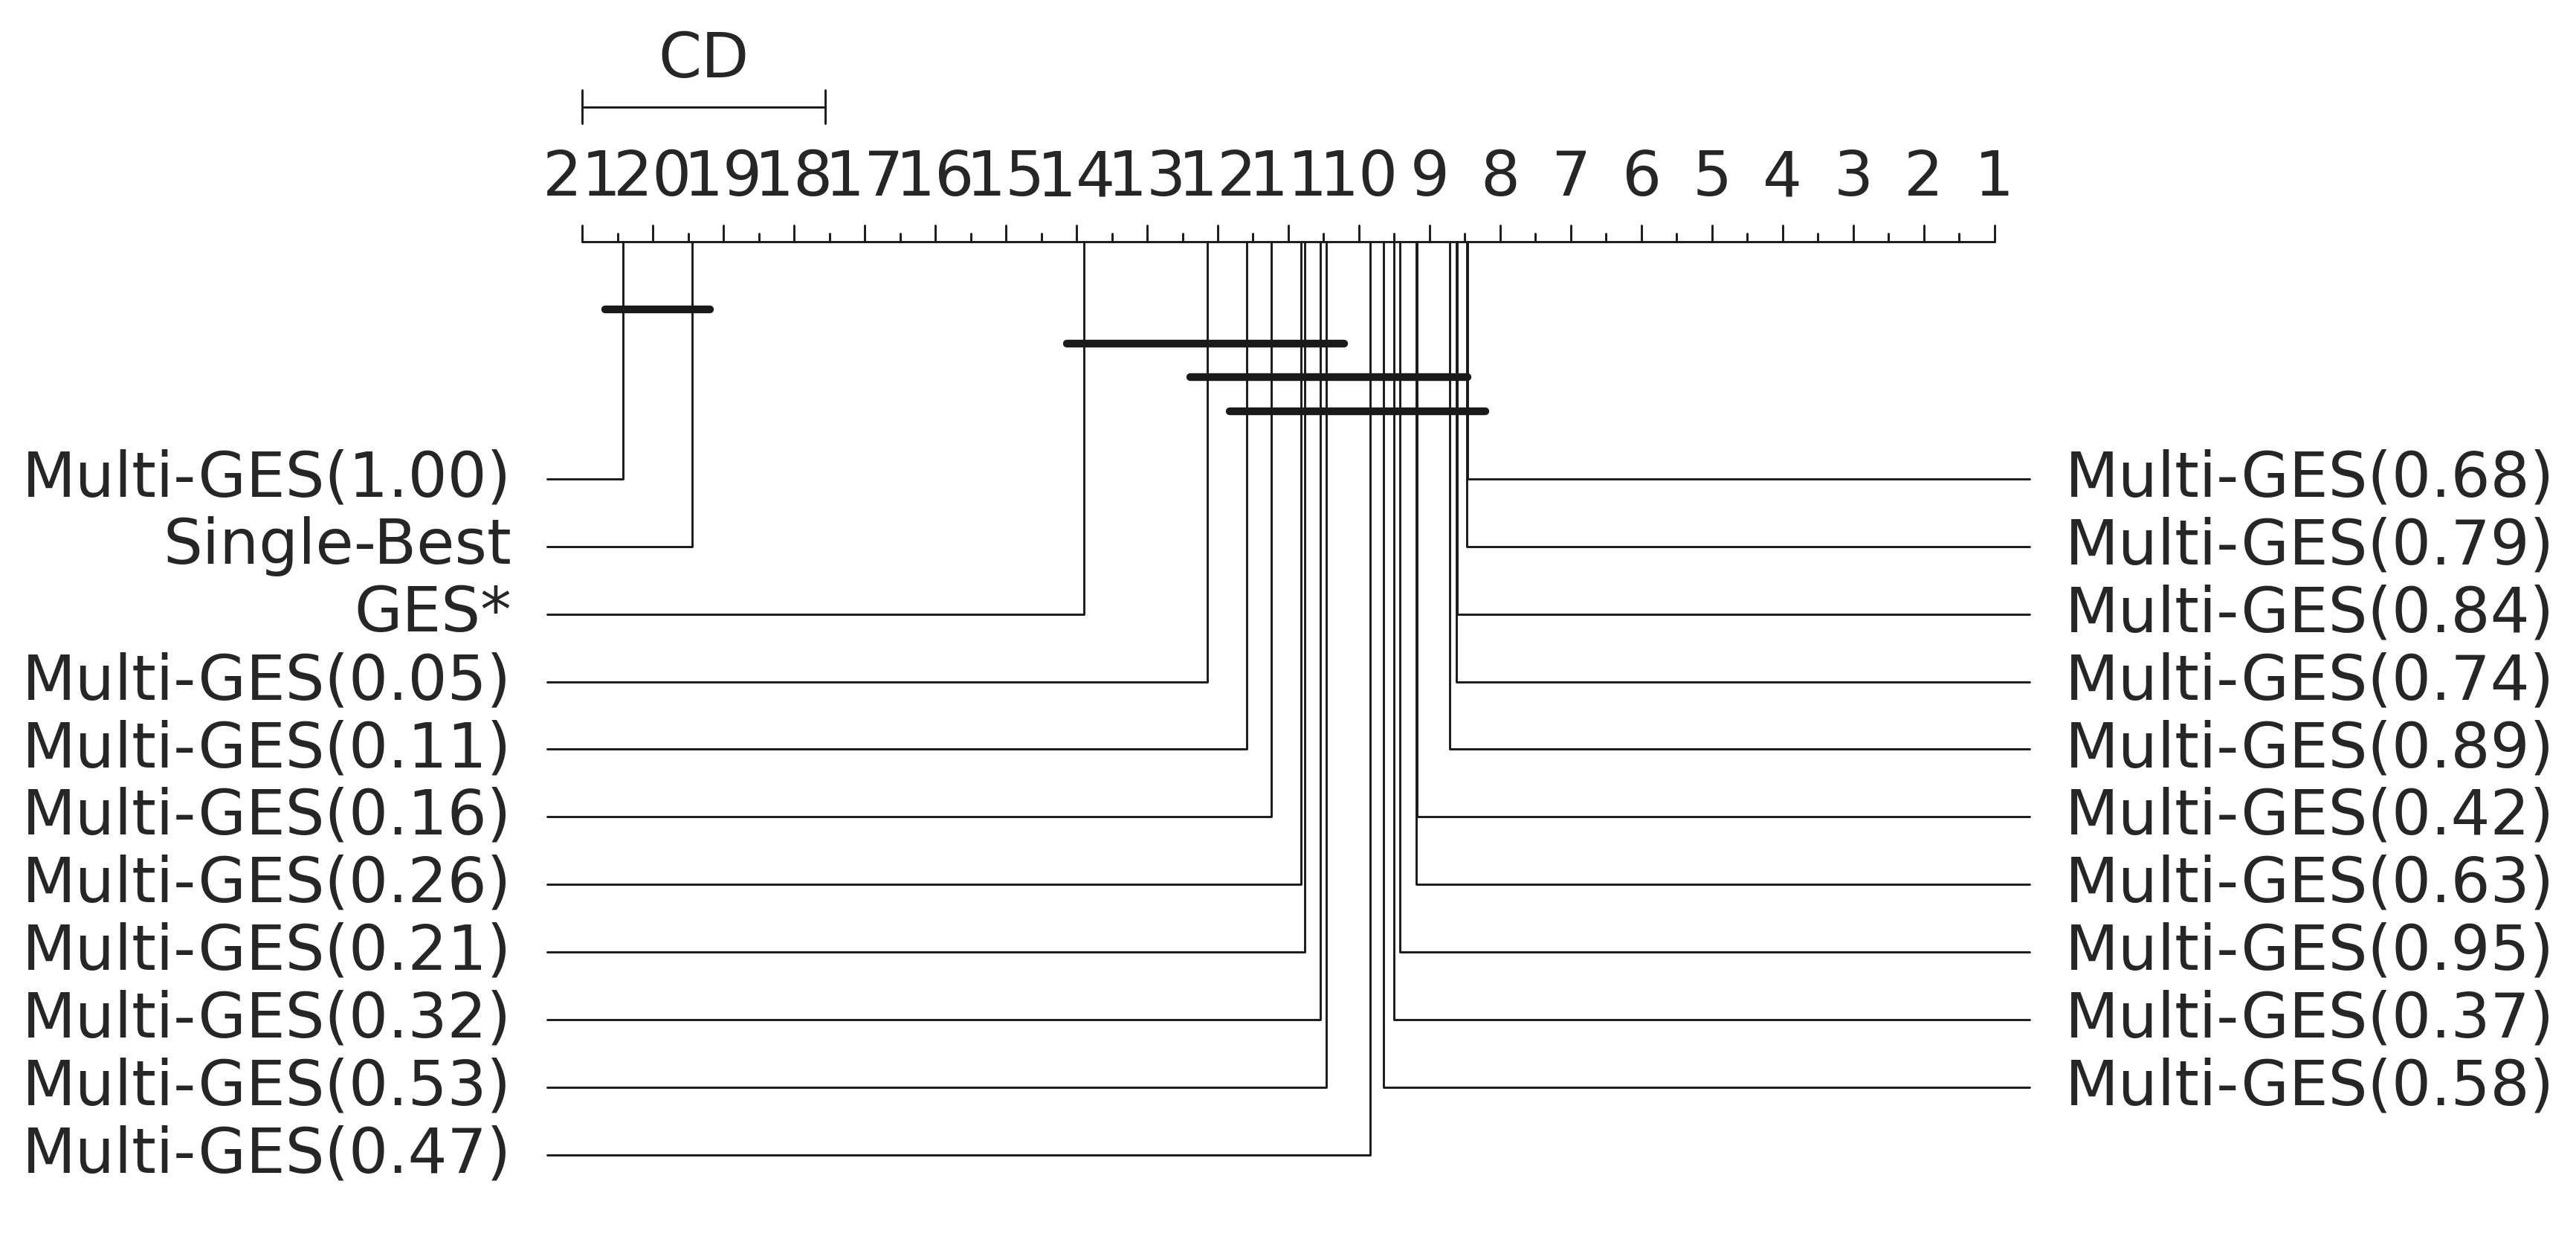 CD
21 20 19 18 17 16 15 14 13 12 11 10 9 8 7 6 5 4 3 2 1
Multi-GES(1.00)
Single-Best
GES*
Multi-GES(0.05)
Multi-GES(0.11)
Multi-GES(0.16)
Multi-GES(0.26)
Multi-GES(0.21)
Multi-GES(0.32)
Multi-GES(0.53)
Multi-GES(0.47)
Multi-GES(0.68)
Multi-GES(0.79)
Multi-GES(0.84)
Multi-GES(0.74)
Multi-GES(0.89)
Multi-GES(0.42)
Multi-GES(0.63)
Multi-GES(0.95)
Multi-GES(0.37)
Multi-GES(0.58)